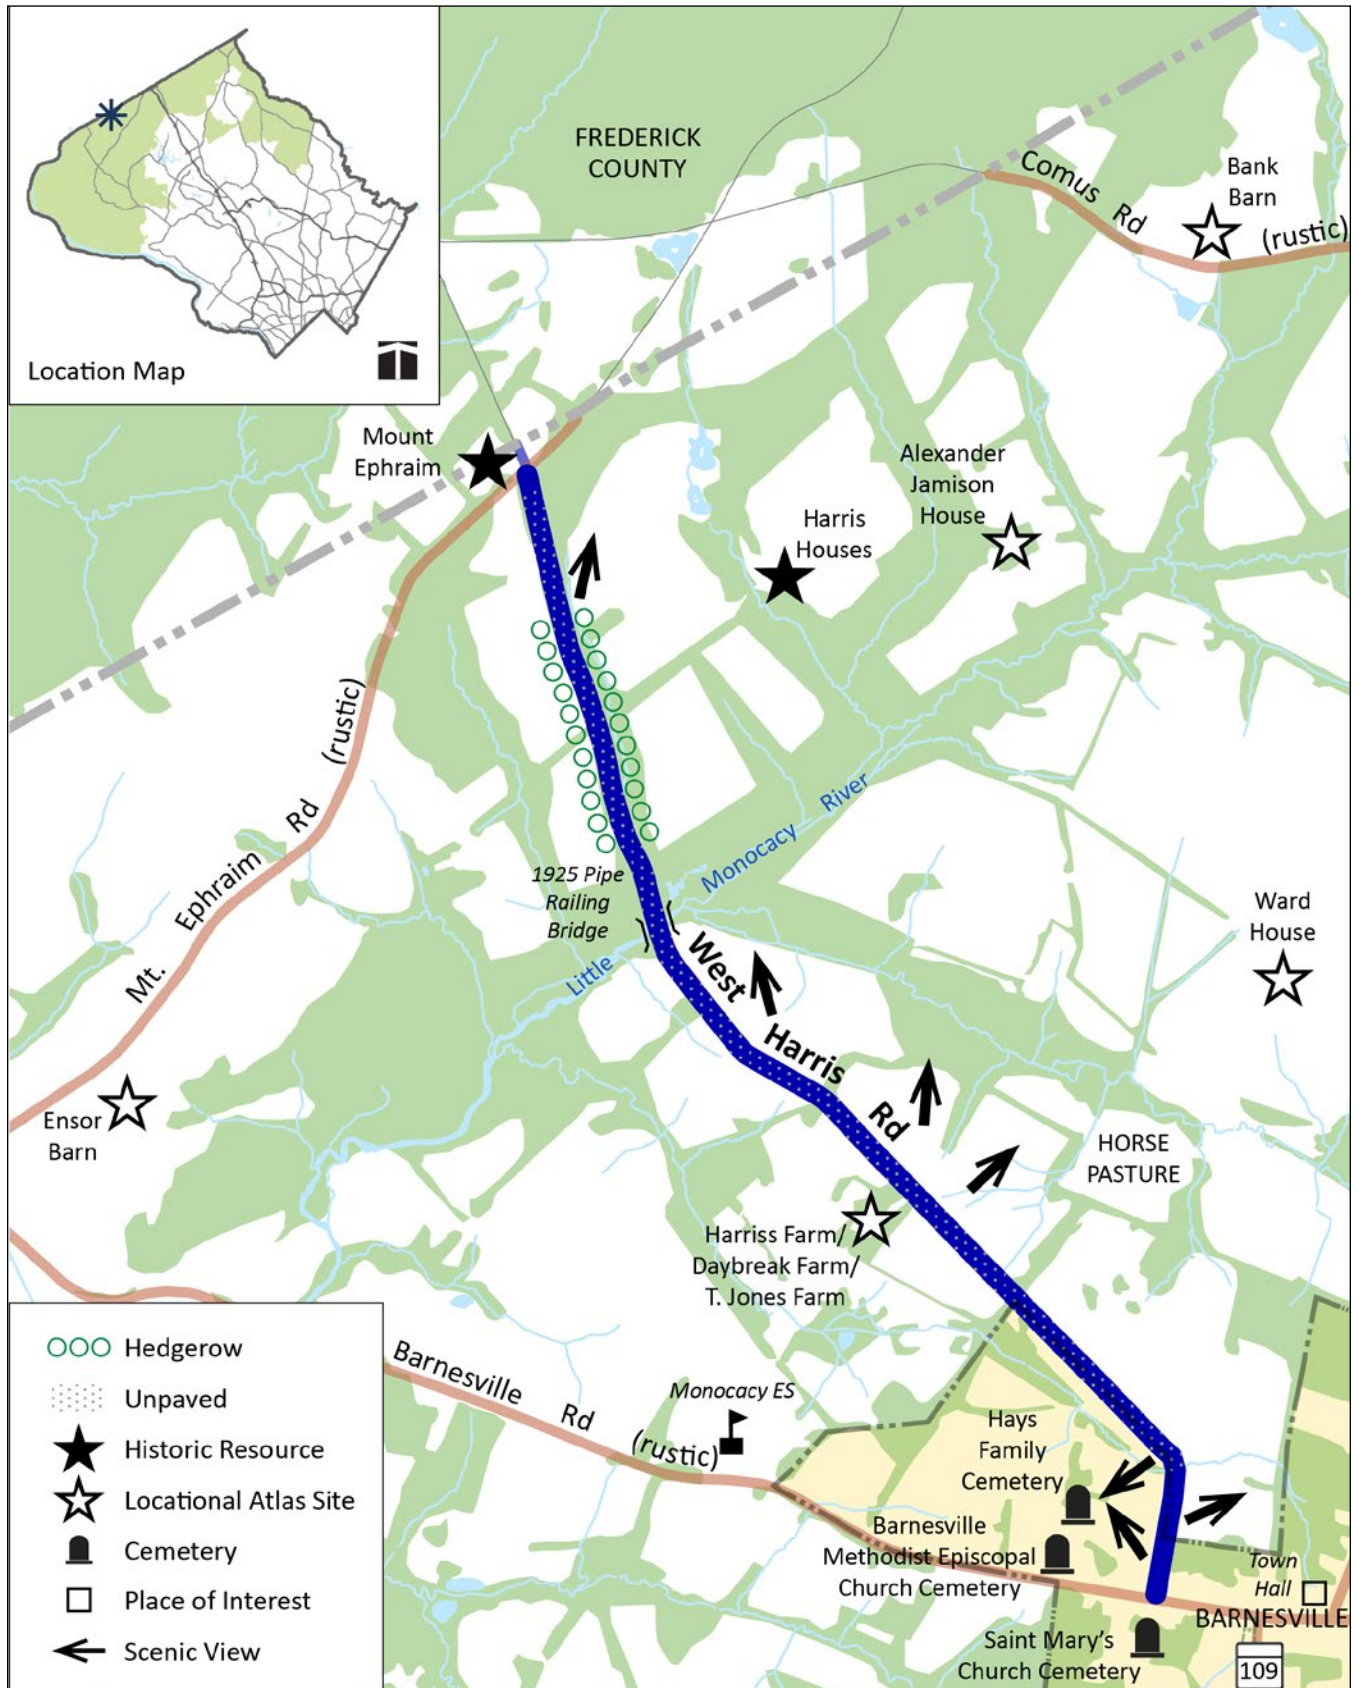 Location Map
FREDERICK
COUNTY
Comus Rd (rustic)
Bank
Barn
Mount
Ephraim
Alexander
Jamison
House
Harris
Houses
Mt. Ephraim Rd (rustic)
1925 Pipe
Railing
Bridge
Little Monocacy River
Ward
House
West Harris Rd
Ensor
Barn
HORSE
PASTURE
Harriss Farm/
Daybreak Farm/
T. Jones Farm
Barnesville Rd (rustic)
Monocacy ES
Hays
Family
Cemetery
Barnesville
Methodist Episcopal
Church Cemetery
Town
Hall
BARNESVILLE
Saint Mary's
Church Cemetery
109
Hedgerow
Unpaved
Historic Resource
Locational Atlas Site
Cemetery
Place of Interest
Scenic View